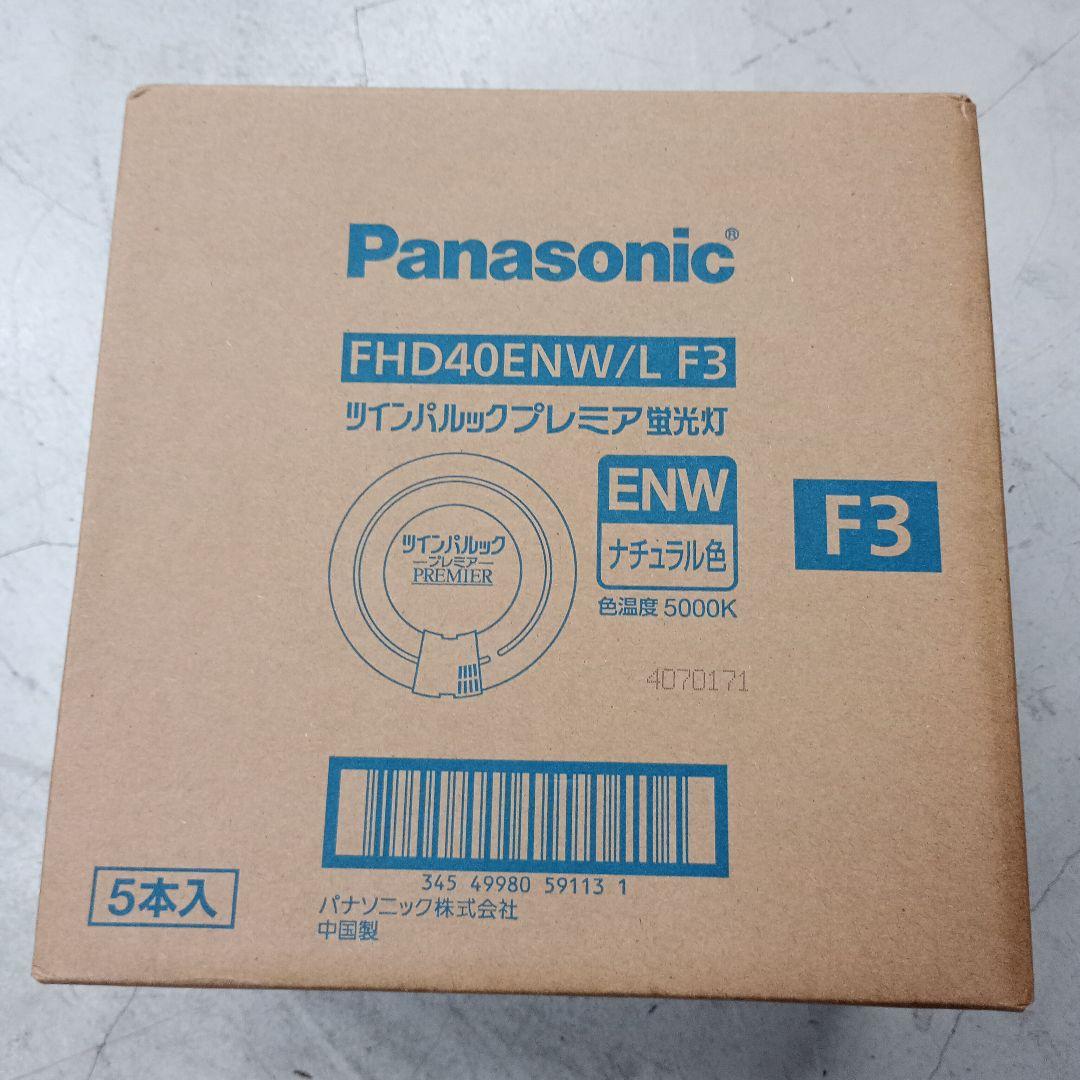 Panasonic®
FHD40ENW/L F3
ツインパルックプレミア蛍光灯
ツインパルック
ープレミアー
PREMIER
ENW
ナチュラル色
色温度 5000K
F3
4070171
345 49980 59113 1
5本入
パナソニック株式会社
中国製